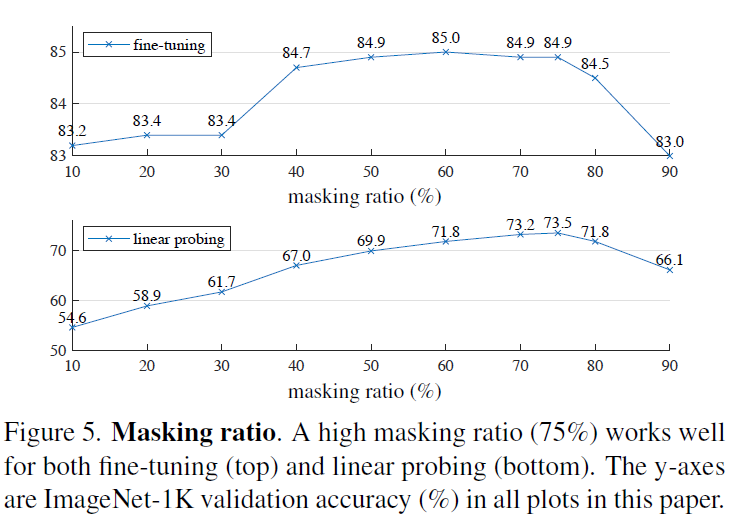 fine-tuning
85
84
83
83.2
83.4
83.4
84.7
84.9
85.0
84.9
84.9
84.5
83.0
10 20 30 40 50 60 70 80 90
masking ratio (%)
linear probing
70
60
50
54.6
58.9
61.7
67.0
69.9
71.8
73.2
73.5
71.8
66.1
10 20 30 40 50 60 70 80 90
masking ratio (%)
Figure 5. Masking ratio. A high masking ratio (75%) works well
for both fine-tuning (top) and linear probing (bottom). The y-axes
are ImageNet-1K validation accuracy (%) in all plots in this paper.